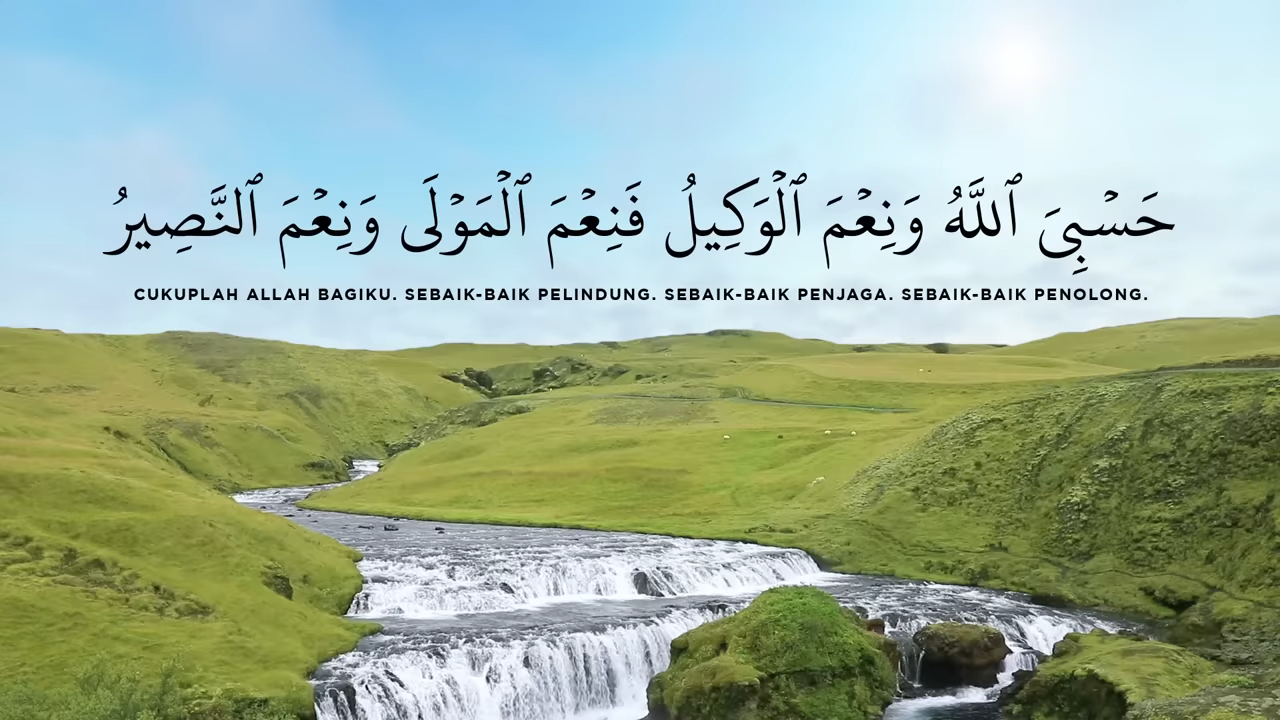 حَسْبِيَ ٱللَّهُ وَنِعْمَ ٱلْوَكِيلُ فَنِعْمَ ٱلْمَوْلَى وَنِعْمَ ٱلنَّصِيرُ
CUKUPLAH ALLAH BAGIKU. SEBAIK-BAIK PELINDUNG. SEBAIK-BAIK PENJAGA. SEBAIK-BAIK PENOLONG.